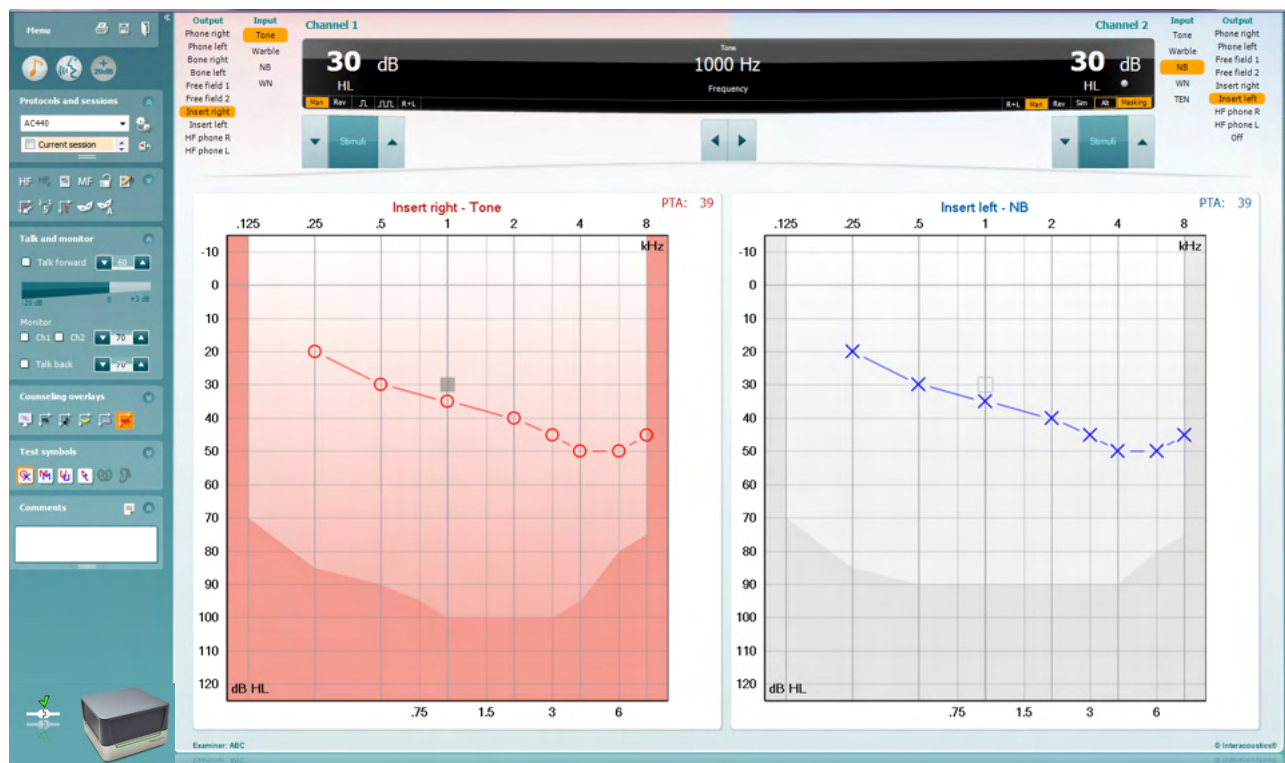 Menu
+
20dB
Protocols and sessions
AC440
Current session
HF
MF
Talk and monitor
Talk forward 60
-20 dB 0 +3 dB
Monitor
Ch1 Ch2 70
Talk back 70
Counseling overlays
Test symbols
Comments
Output
Phone right
Phone left
Bone right
Bone left
Free field 1
Free field 2
Insert right
Insert left
HF phone R
HF phone L
Input
Tone
Warble
NB
WN
Channel 1
30 dB
HL
Man Rev R+L
Stimuli
Tone
1000 Hz
Frequency
Channel 2
30 dB
HL
R+L Man Rev Sim Alt Masking
Stimuli
Input
Tone
Warble
NB
WN
TEN
Output
Phone right
Phone left
Free field 1
Free field 2
Insert right
Insert left
HF phone R
HF phone L
Off
Insert right - Tone
PTA: 39
.125 .25 .5 1 2 4 8
kHz
-10
0
10
20
30
40
50
60
70
80
90
100
110
120
dB HL
.75 1.5 3 6
Insert left - NB
PTA: 39
.125 .25 .5 1 2 4 8
kHz
-10
0
10
20
30
40
50
60
70
80
90
100
110
120
dB HL
.75 1.5 3 6
Examiner: ABC
© Interacoustics®